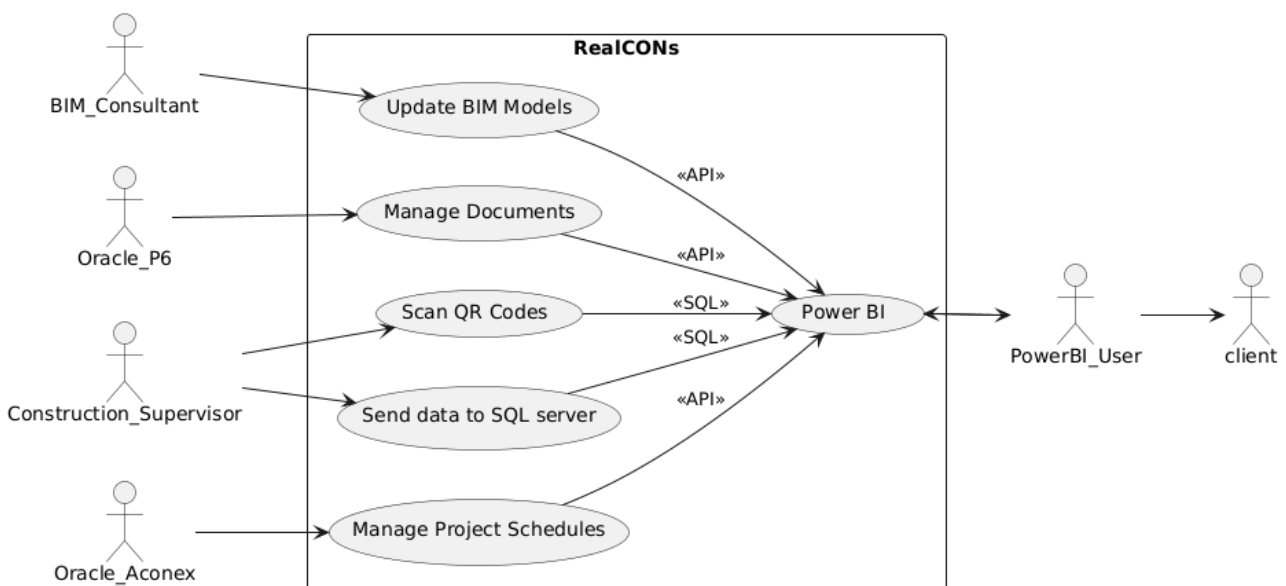 RealCONs
BIM_Consultant
Update BIM Models
«API»
Oracle_P6
Manage Documents
«API»
Construction_Supervisor
Scan QR Codes
«SQL»
Send data to SQL server
«SQL»
Oracle_Aconex
Manage Project Schedules
«API»
Power BI
PowerBI_User
client